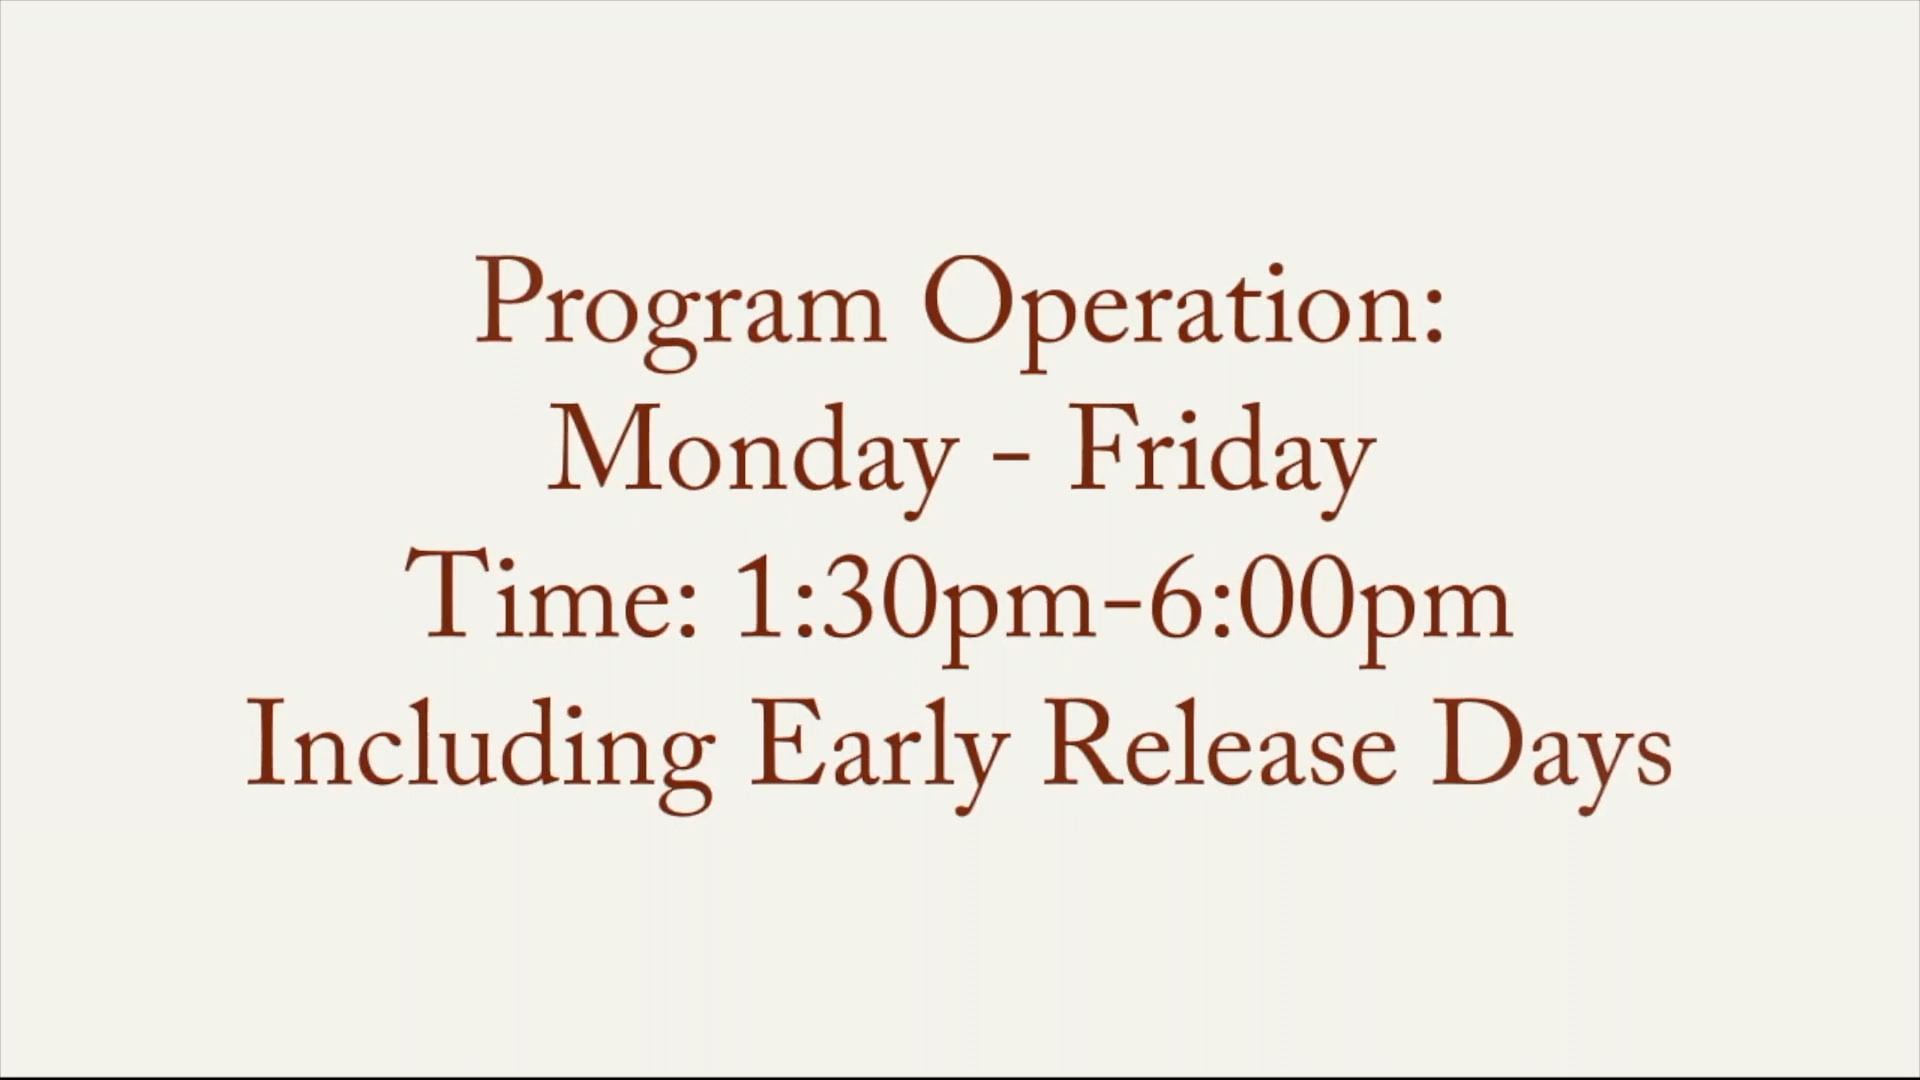 Program Operation:
Monday - Friday
Time: 1:30pm-6:00pm
Including Early Release Days